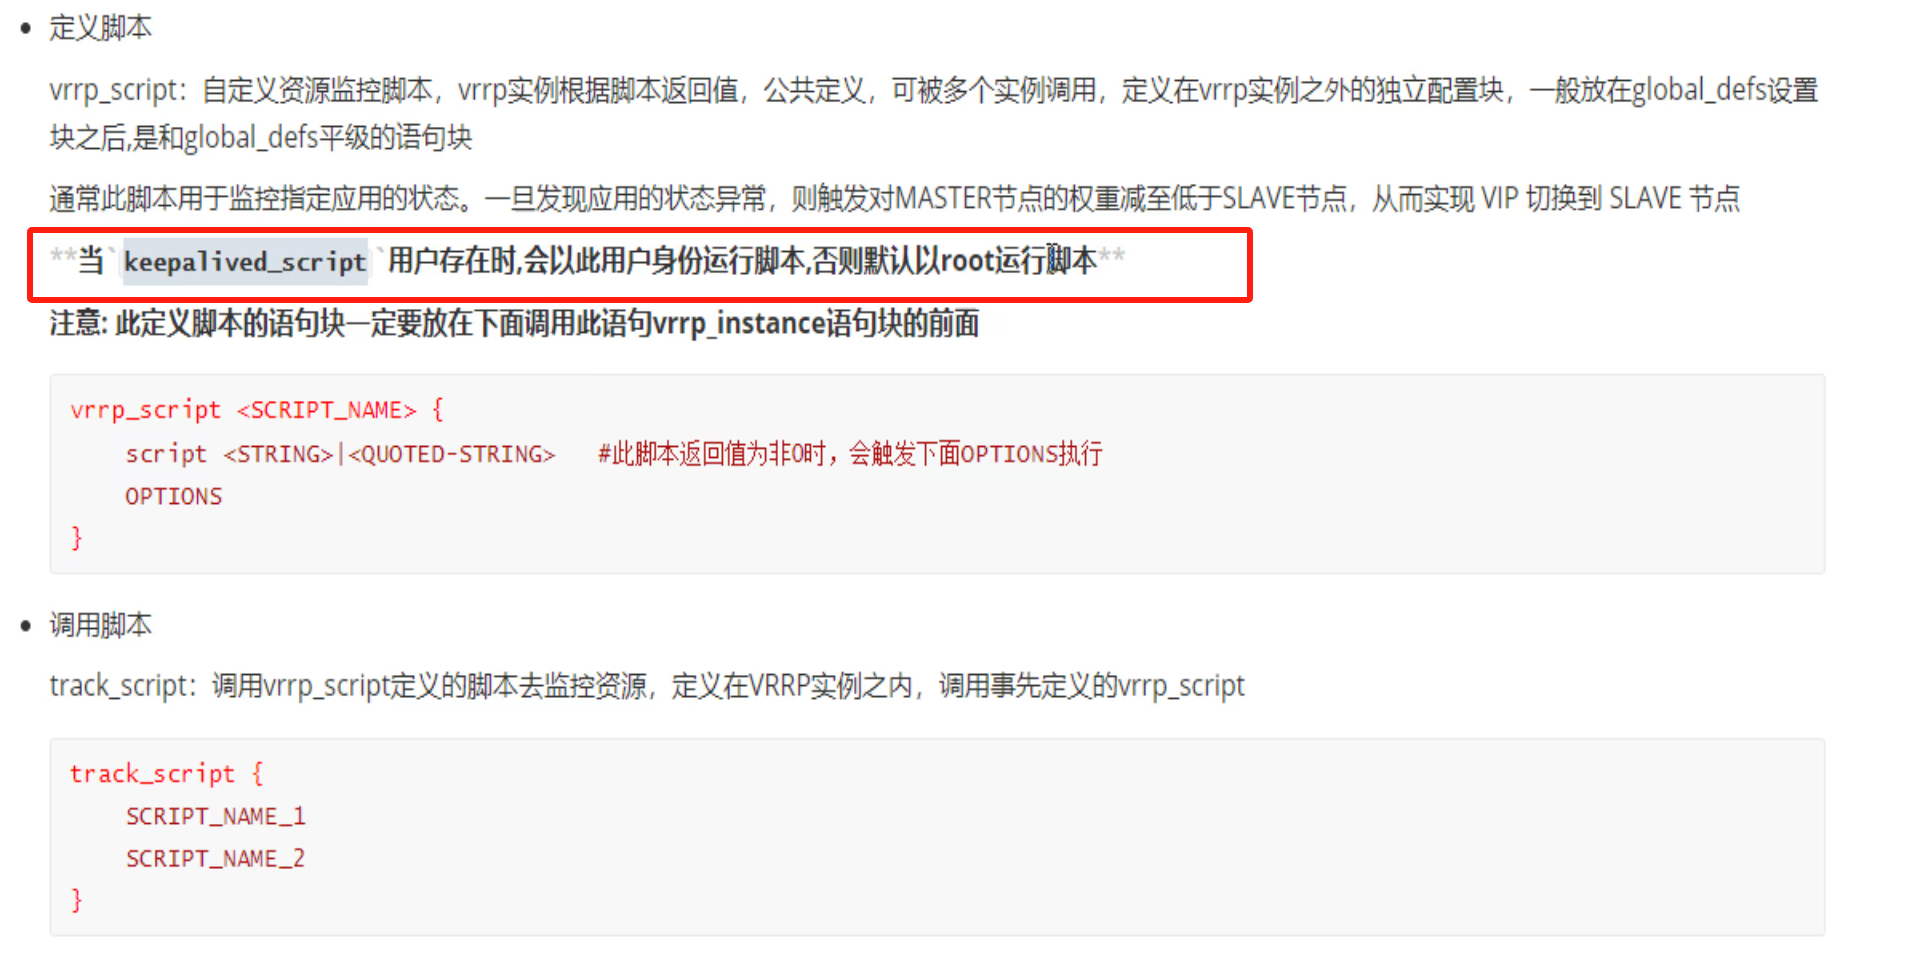 定义脚本
vrrp_script：自定义资源监控脚本，vrrp实例根据脚本返回值，公共定义，可被多个实例调用，定义在vrrp实例之外的独立配置块，一般放在global_defs设置
块之后,是和global_defs平级的语句块
通常此脚本用于监控指定应用的状态。一旦发现应用的状态异常，则触发对MASTER节点的权重减至低于SLAVE节点，从而实现 VIP 切换到 SLAVE 节点
**当`keepalived_script`用户存在时,会以此用户身份运行脚本,否则默认以root运行脚本**
注意: 此定义脚本的语句块一定要放在下面调用此语句vrrp_instance语句块的前面
vrrp_script <SCRIPT_NAME> {
    script <STRING>|<QUOTED-STRING>   #此脚本返回值为非0时，会触发下面OPTIONS执行
    OPTIONS
}
调用脚本
track_script：调用vrrp_script定义的脚本去监控资源，定义在VRRP实例之内，调用事先定义的vrrp_script
track_script {
    SCRIPT_NAME_1
    SCRIPT_NAME_2
}